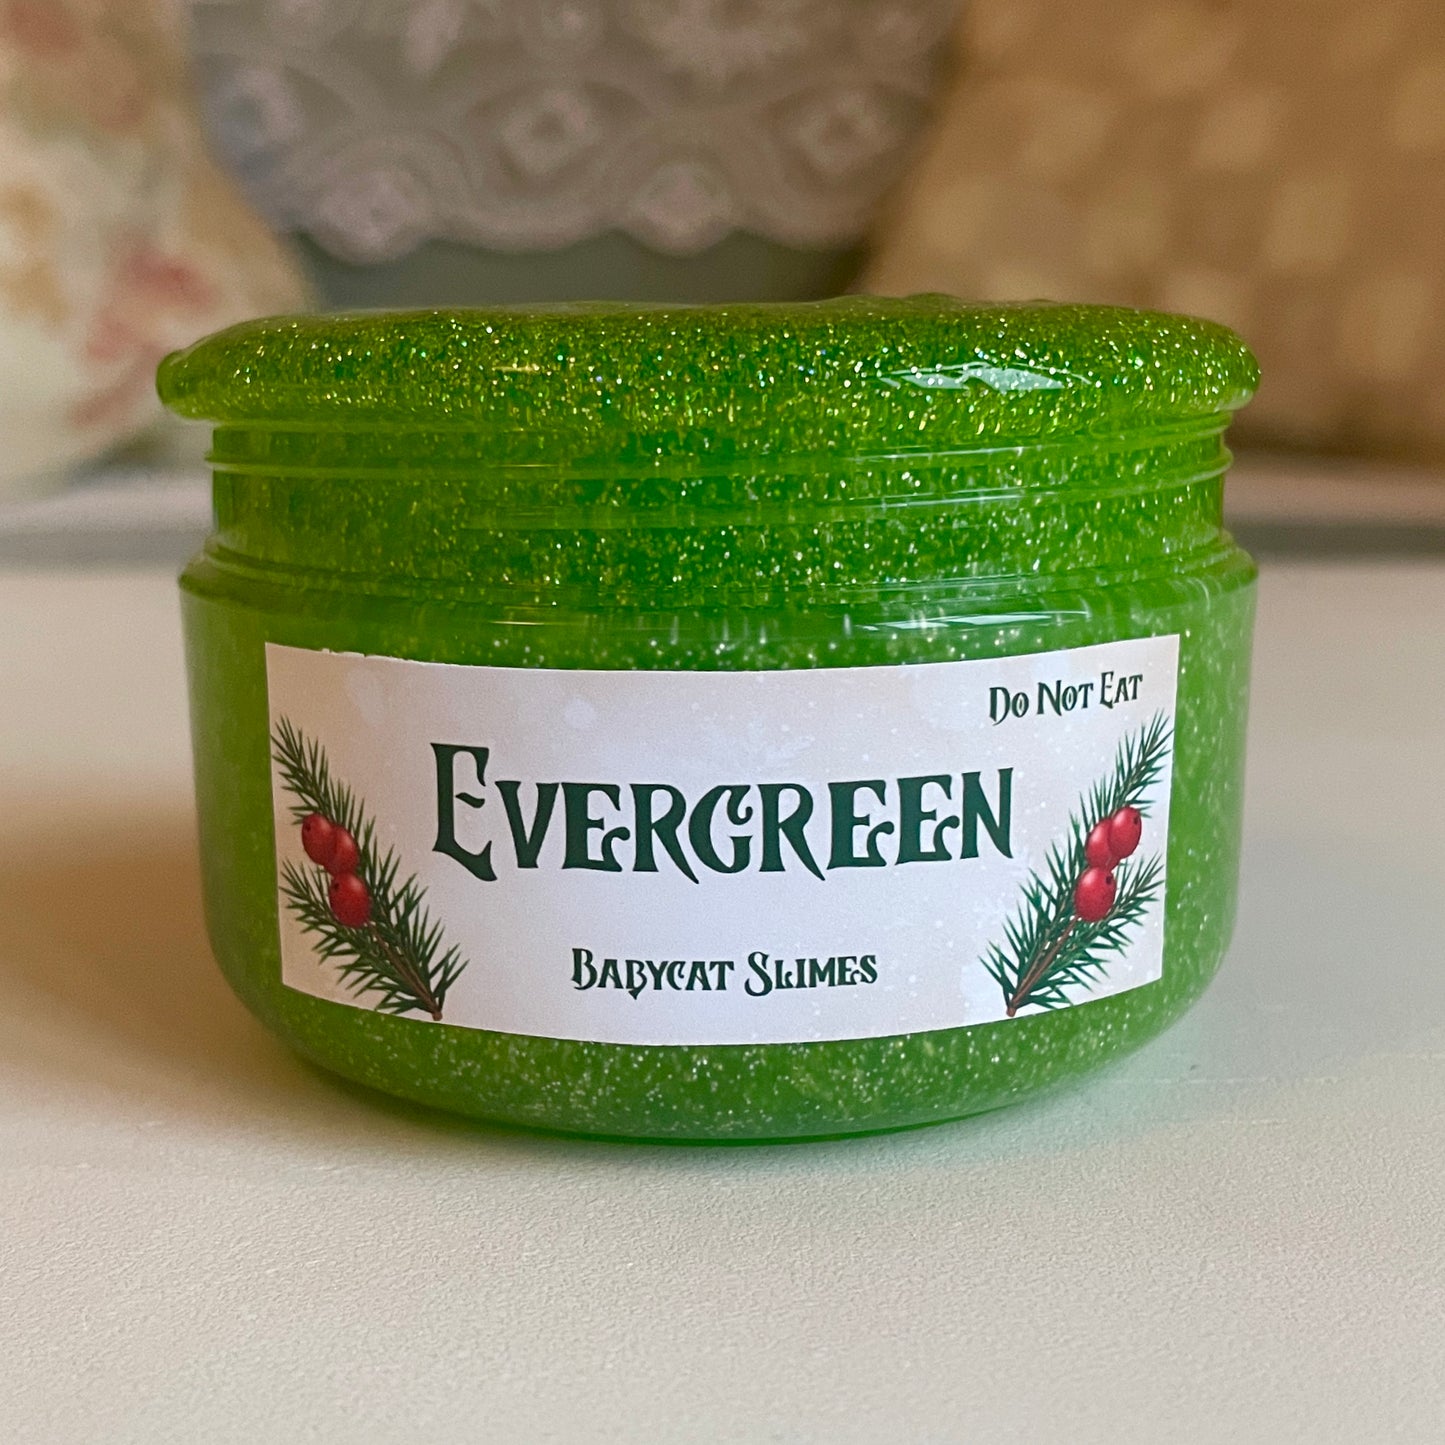 Do Not Eat
Evergreen
Babycat Slimes